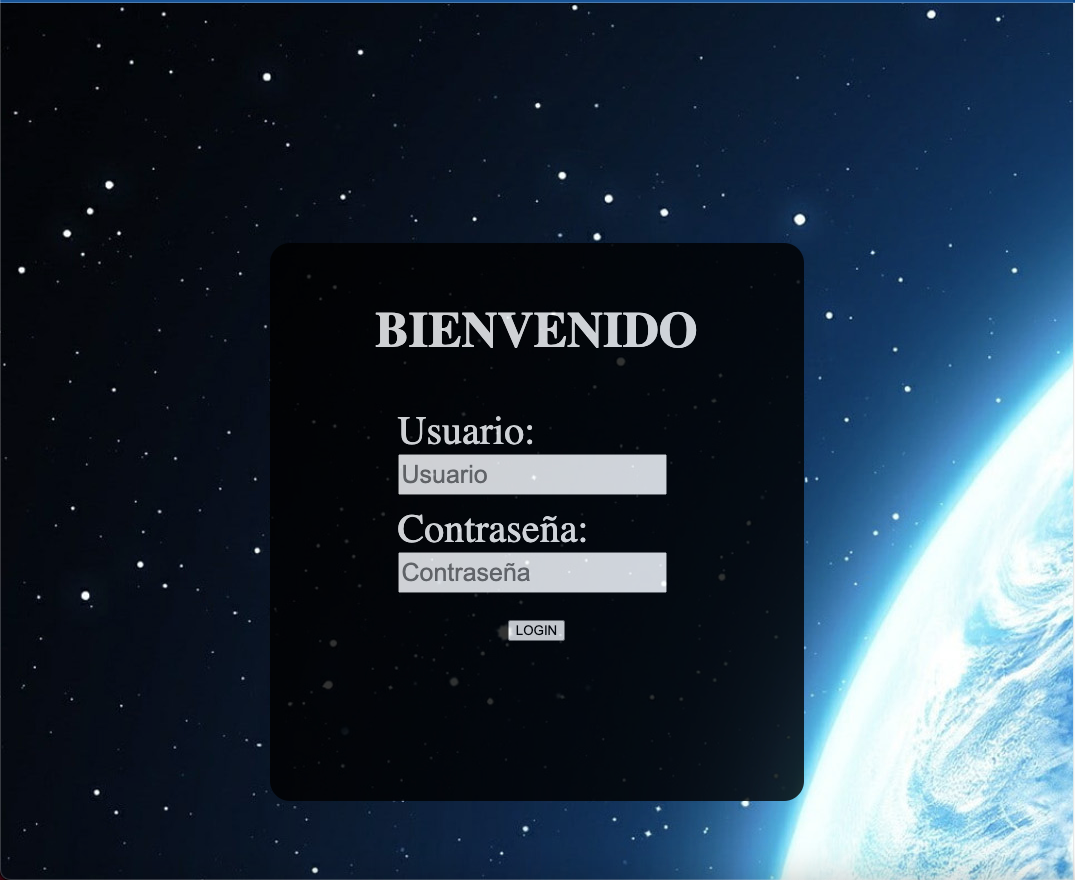 BIENVENIDO
Usuario:
Usuario
Contraseña:
Contraseña
LOGIN